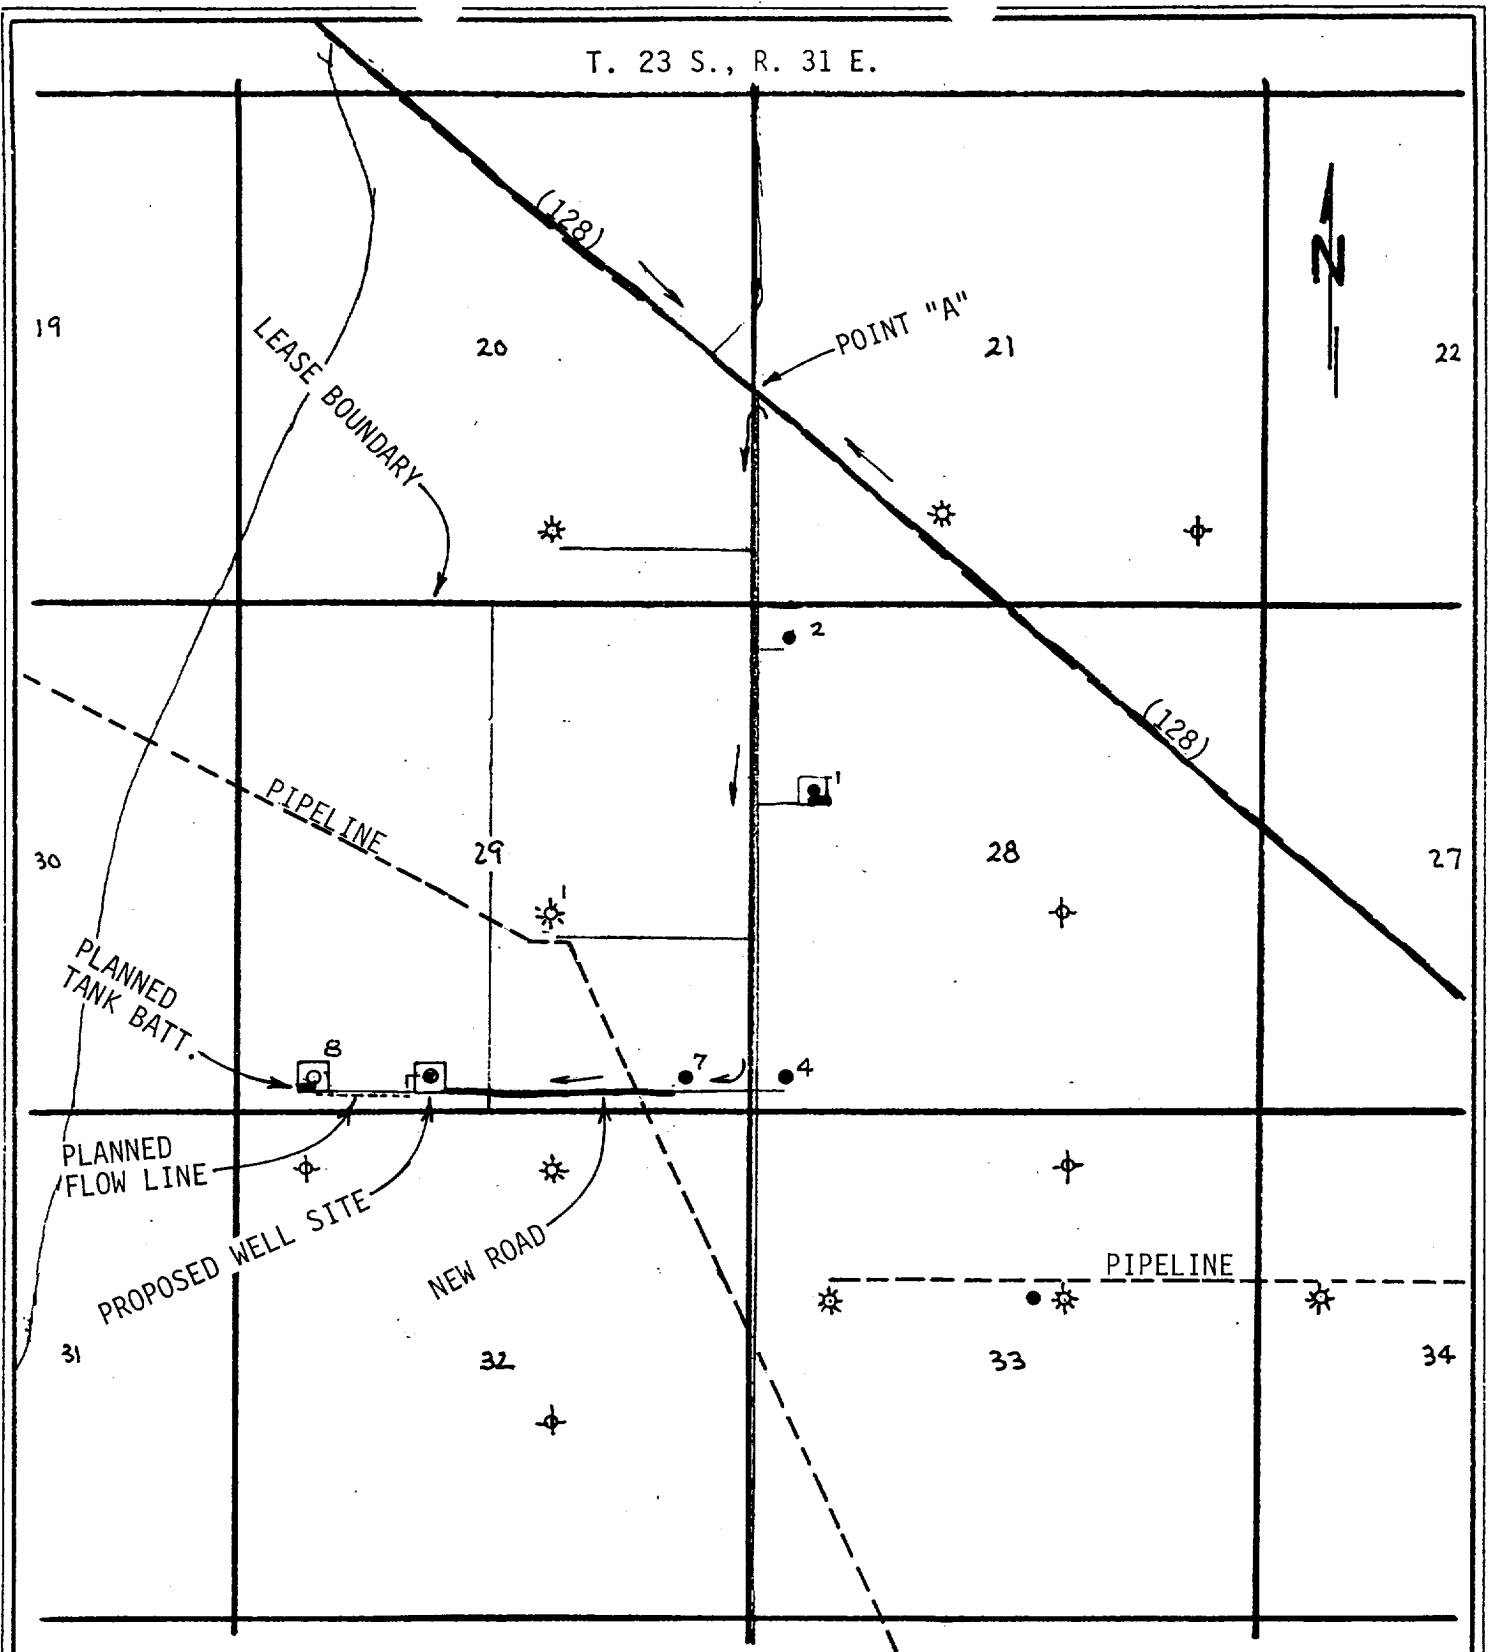 T. 23 S., R. 31 E.
(128)
N
POINT "A"
19
LEASE BOUNDARY
20
21
22
2
(128)
1
PIPELINE
30
29
28
27
1
PLANNED
TANK BATT.
8
7
4
PLANNED
FLOW LINE
PROPOSED WELL SITE
NEW ROAD
PIPELINE
31
32
33
34